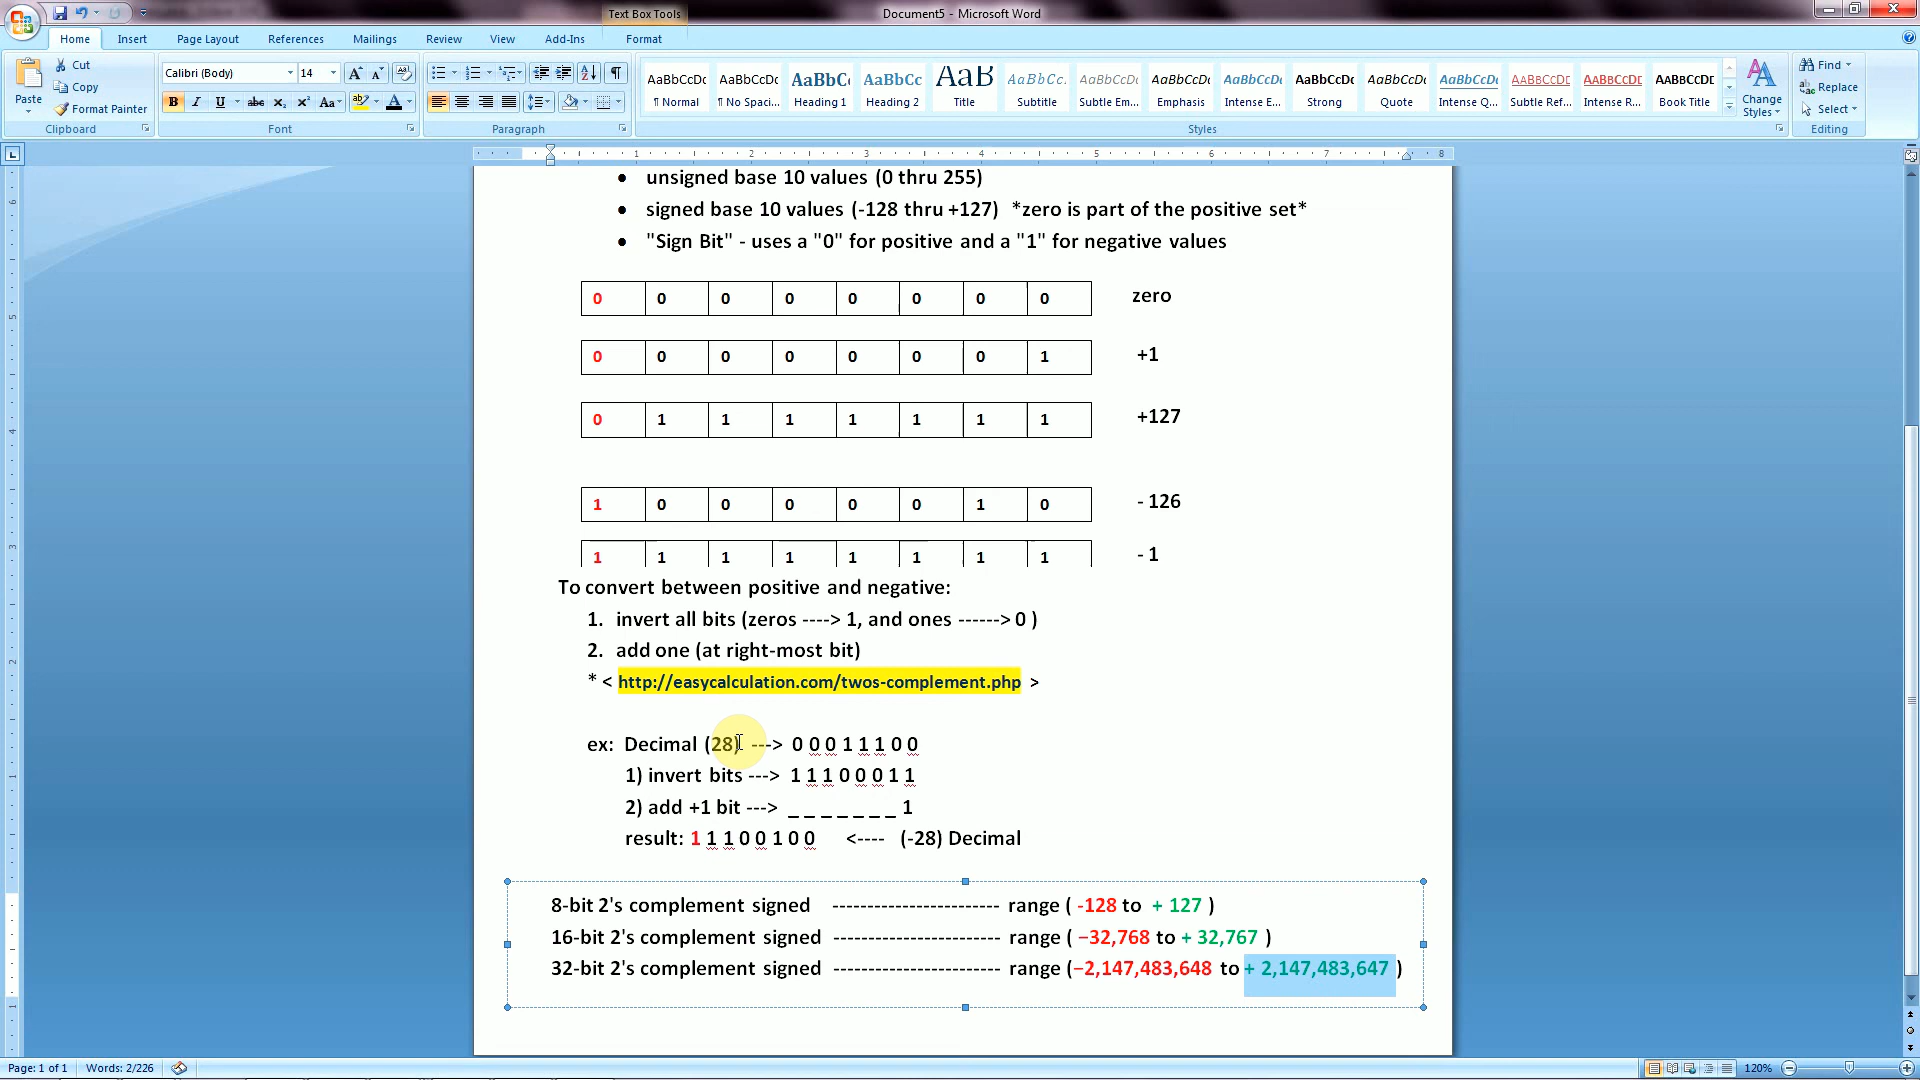 Text Box Tools
Document5 - Microsoft Word
Home Insert Page Layout References Mailings Review View Add-Ins Format
Paste
Cut
Copy
Format Painter
Clipboard
Calibri (Body) 14
B I U abc x₂ x² Aa
Font
Paragraph
AaBbCcDc AaBbCcDc AaBbC AaBbCc AaB AaBbCc. AaBbCcDc AaBbCcDc AaBbCcDc AaBbCcDc AaBbCcDc AaBbCcDc AABBCCDE AABBCCDE AaBbCcDc
¶ Normal ¶ No Spaci... Heading 1 Heading 2 Title Subtitle Subtle Em... Emphasis Intense E... Strong Quote Intense Q... Subtle Ref... Intense R... Book Title
Styles
Change Styles
Find
Replace
Select
Editing
1 2 3 4 5 6 7 8
• unsigned base 10 values (0 thru 255)
• signed base 10 values (-128 thru +127) *zero is part of the positive set*
• "Sign Bit" - uses a "0" for positive and a "1" for negative values
0 0 0 0 0 0 0 0 zero
0 0 0 0 0 0 0 1 +1
0 1 1 1 1 1 1 1 +127
1 0 0 0 0 0 1 0 - 126
1 1 1 1 1 1 1 1 - 1
To convert between positive and negative:
1. invert all bits (zeros ----> 1, and ones ------> 0 )
2. add one (at right-most bit)
* < http://easycalculation.com/twos-complement.php >
ex: Decimal (28) ---> 0 0 0 1 1 1 0 0
1) invert bits ---> 1 1 1 0 0 0 1 1
2) add +1 bit ---> _ _ _ _ _ _ _ 1
result: 1 1 1 0 0 1 0 0 <---- (-28) Decimal
8-bit 2's complement signed ------------------------ range ( -128 to + 127 )
16-bit 2's complement signed ------------------------ range ( −32,768 to + 32,767 )
32-bit 2's complement signed ------------------------ range (−2,147,483,648 to + 2,147,483,647 )
Page: 1 of 1 Words: 2/226 120%